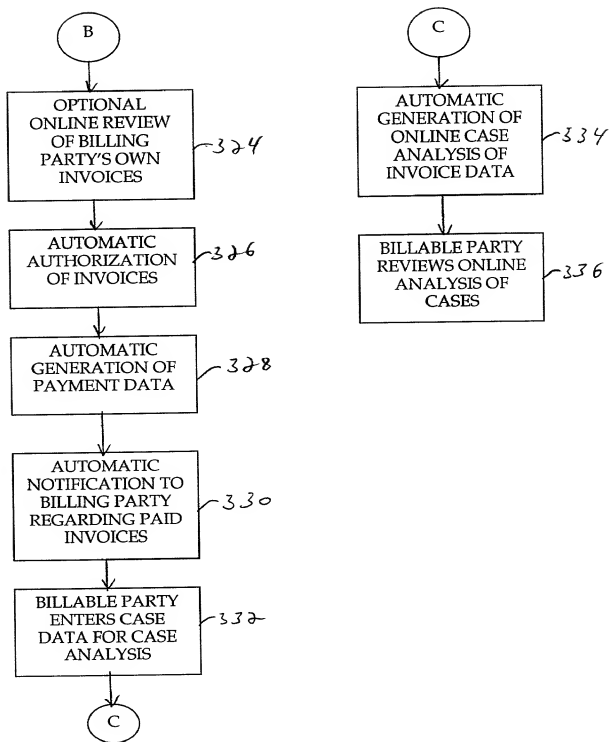 B
OPTIONAL
ONLINE REVIEW
OF BILLING
PARTY'S OWN
INVOICES
324
AUTOMATIC
AUTHORIZATION
OF INVOICES
326
AUTOMATIC
GENERATION OF
PAYMENT DATA
328
AUTOMATIC
NOTIFICATION TO
BILLING PARTY
REGARDING PAID
INVOICES
330
BILLABLE PARTY
ENTERS CASE
DATA FOR CASE
ANALYSIS
332
C
C
AUTOMATIC
GENERATION OF
ONLINE CASE
ANALYSIS OF
INVOICE DATA
334
BILLABLE PARTY
REVIEWS ONLINE
ANALYSIS OF
CASES
336